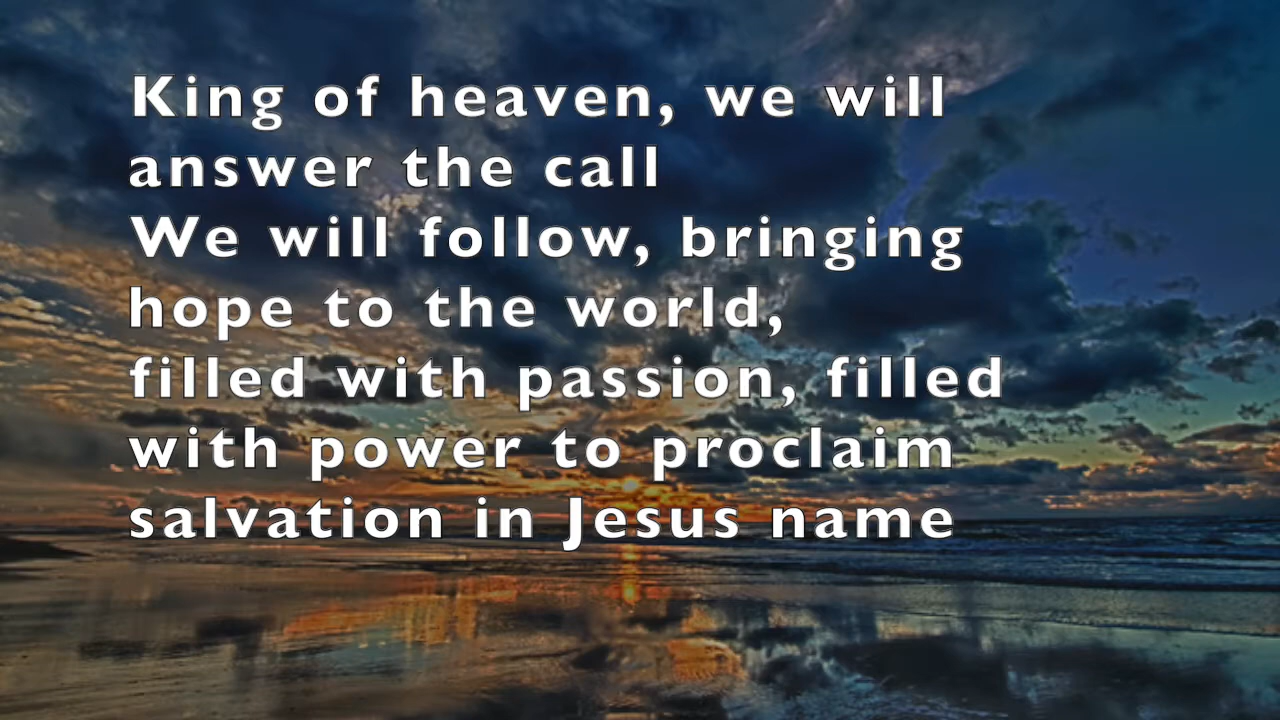 King of heaven, we will
answer the call
We will follow, bringing
hope to the world,
filled with passion, filled
with power to proclaim
salvation in Jesus name